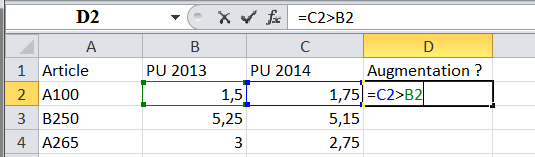 D2 fx =C2>B2
A B C D
1 Article PU 2013 PU 2014 Augmentation ?
2 A100 1,5 1,75 =C2>B2
3 B250 5,25 5,15
4 A265 3 2,75